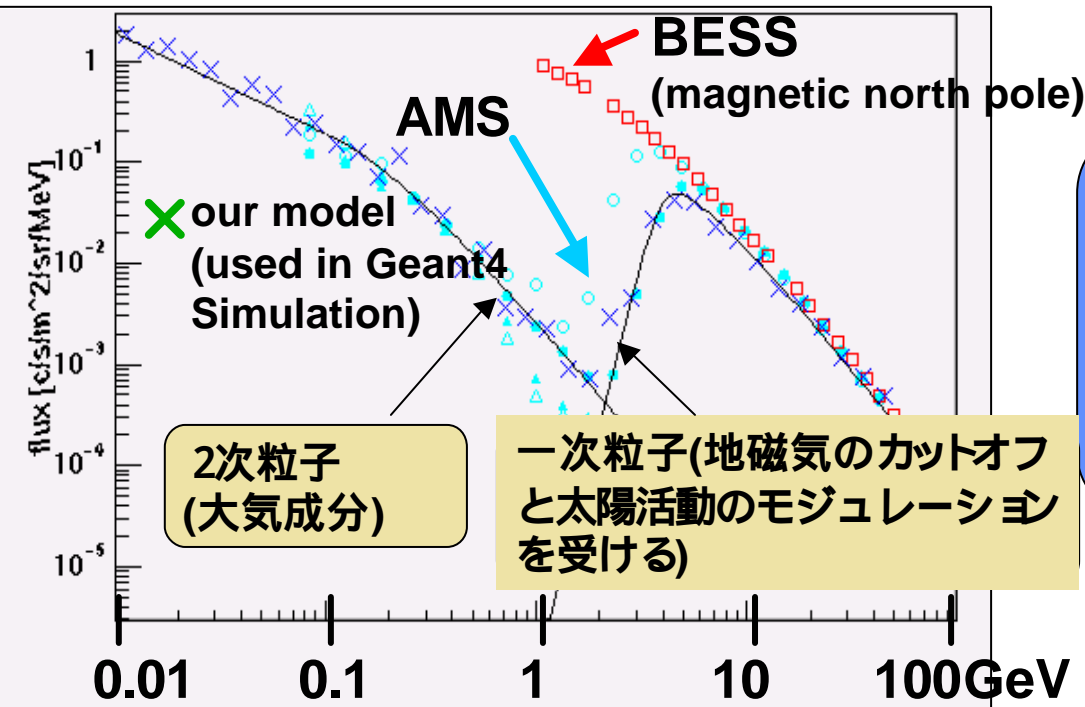 BESS
(magnetic north pole)
AMS
our model
(used in Geant4
Simulation)
flux [c/s/m^2/sr/MeV]
1
10^-1
10^-2
10^-3
10^-4
10^-5
2次粒子
(大気成分)
一次粒子(地磁気のカットオフ
と太陽活動のモジュレーション
を受ける)
0.01 0.1 1 10 100GeV